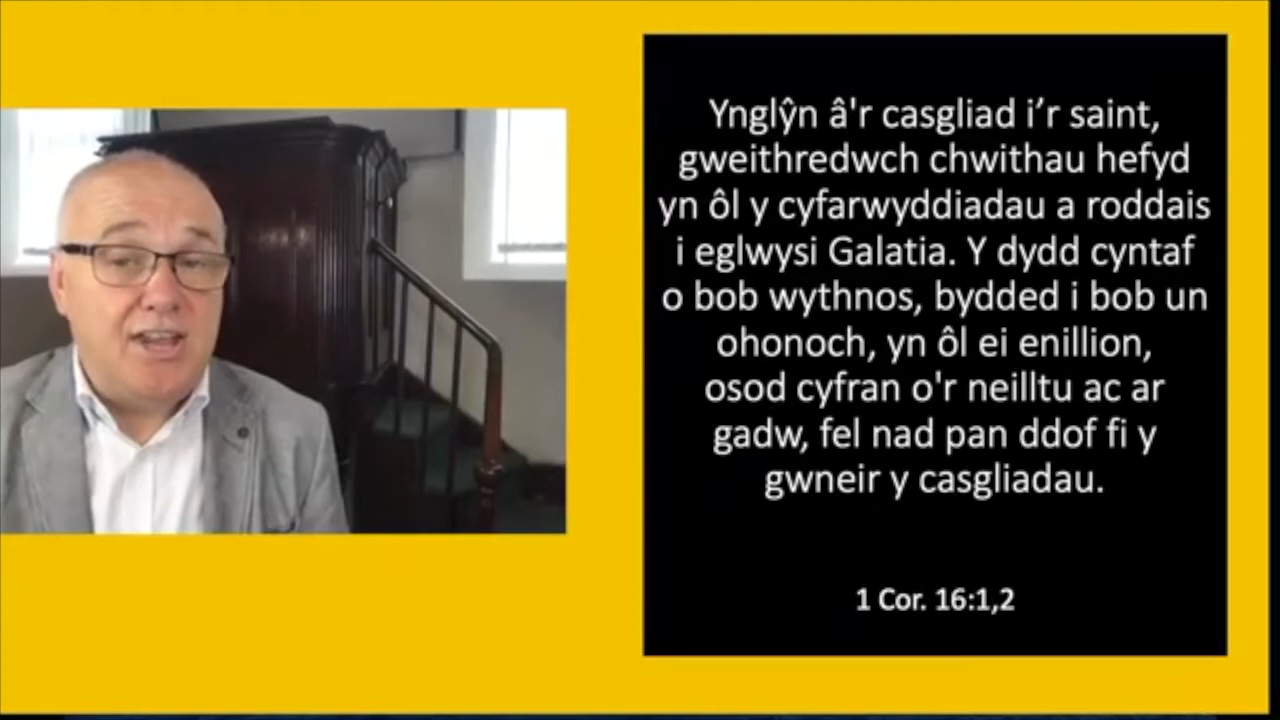 Ynglŷn â'r casgliad i’r saint,
gweithredwch chwithau hefyd
yn ôl y cyfarwyddiadau a roddais
i eglwysi Galatia. Y dydd cyntaf
o bob wythnos, bydded i bob un
ohonoch, yn ôl ei enillion,
osod cyfran o'r neilltu ac ar
gadw, fel nad pan ddof fi y
gwneir y casgliadau.
1 Cor. 16:1,2